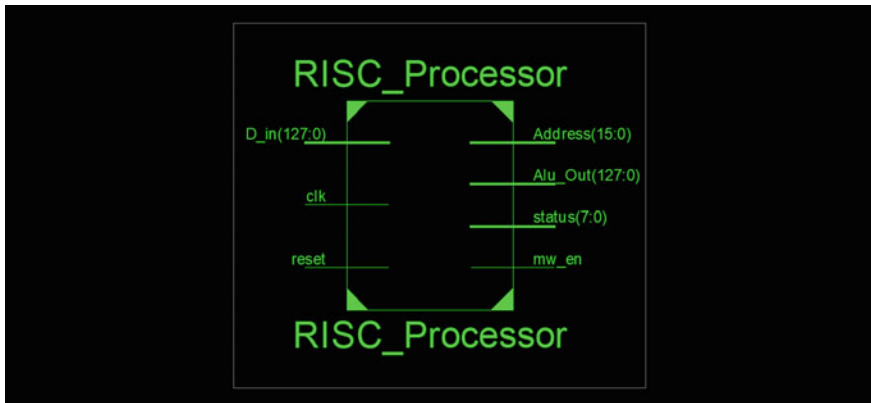 RISC_Processor
D_in(127:0)
Address(15:0)
Alu_Out(127:0)
clk
status(7:0)
reset
mw_en
RISC_Processor